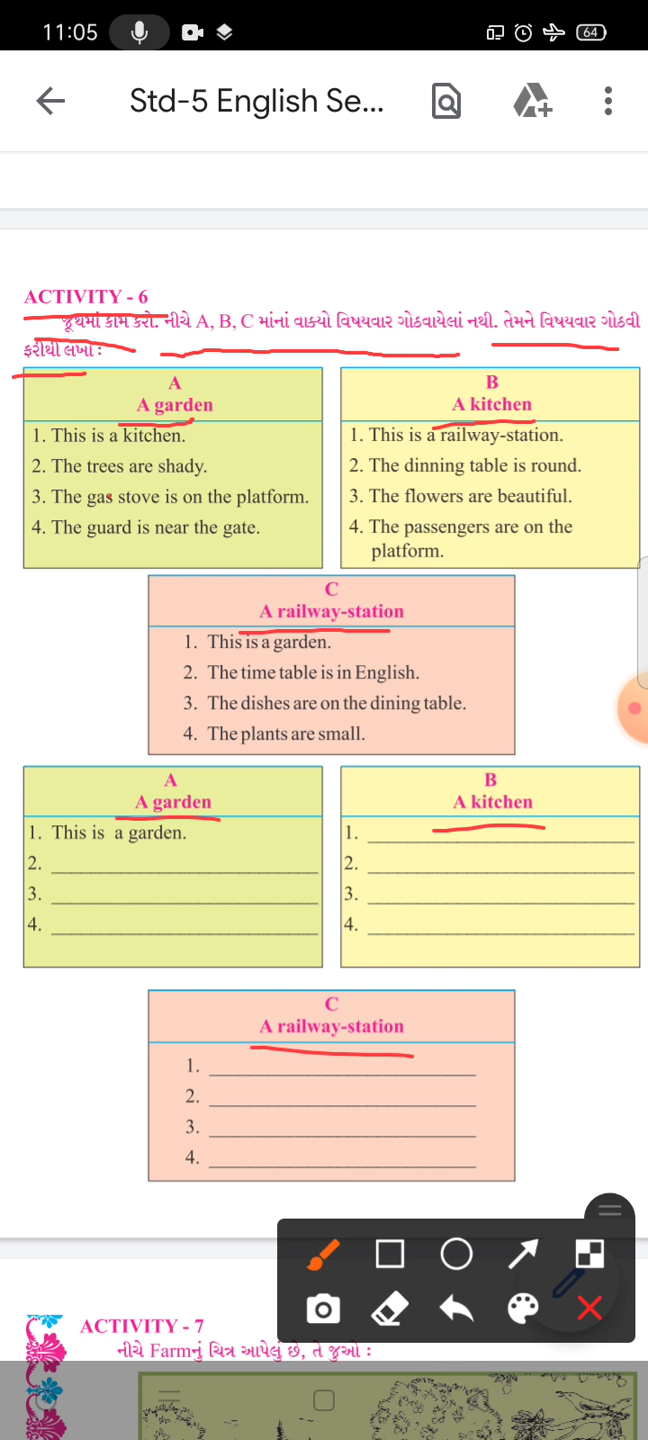 11:05
64
Std-5 English Se...
ACTIVITY - 6
જૂથમાં કામ કરો. નીચે A, B, C માંનાં વાક્યો વિષયવાર ગોઠવાયેલાં નથી. તેમને વિષયવાર ગોઠવી
ફરીથી લખો :
A
A garden
1. This is a kitchen.
2. The trees are shady.
3. The gas stove is on the platform.
4. The guard is near the gate.
B
A kitchen
1. This is a railway-station.
2. The dinning table is round.
3. The flowers are beautiful.
4. The passengers are on the
platform.
C
A railway-station
1. This is a garden.
2. The time table is in English.
3. The dishes are on the dining table.
4. The plants are small.
A
A garden
1. This is a garden.
2.
3.
4.
B
A kitchen
1.
2.
3.
4.
C
A railway-station
1.
2.
3.
4.
ACTIVITY - 7
નીચે Farmનું ચિત્ર આપેલું છે, તે જુઓ :